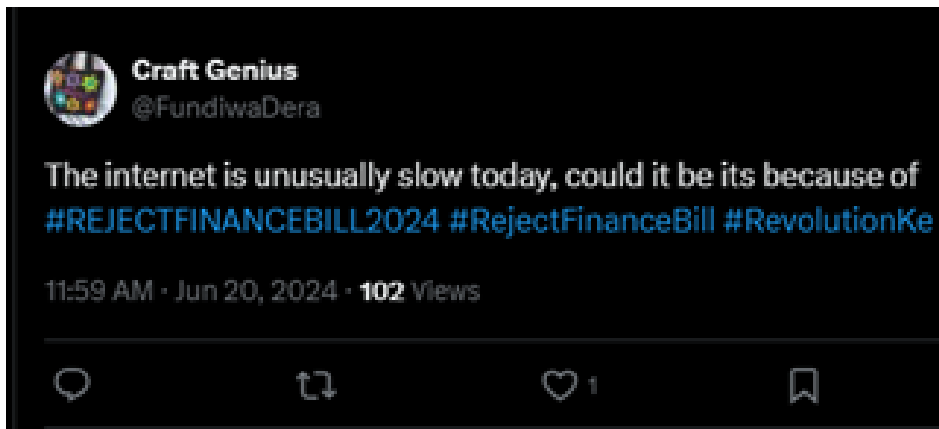 Craft Genius
@FundiwaDera
The internet is unusually slow today, could it be its because of
#REJECTFINANCEBILL2024 #RejectFinanceBill #RevolutionKe
11:59 AM · Jun 20, 2024 · 102 Views
1